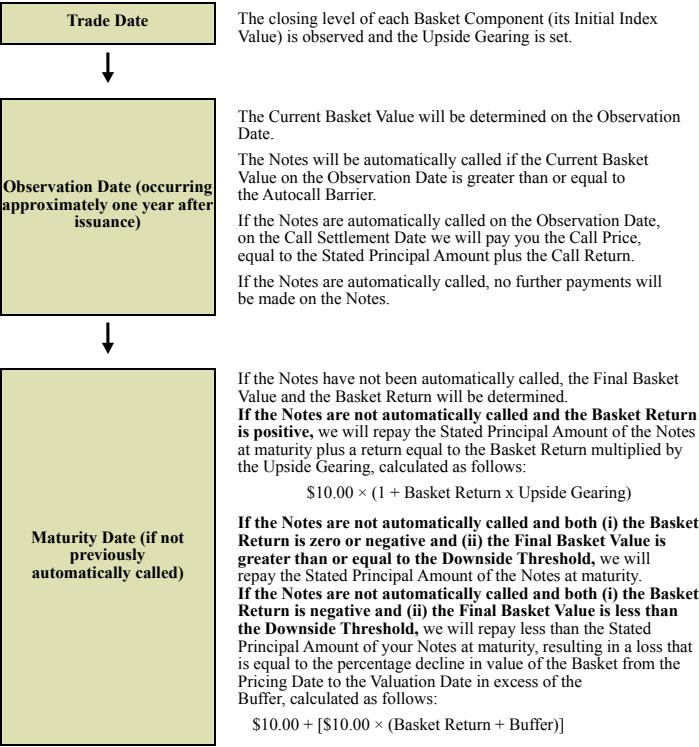 Trade Date
The closing level of each Basket Component (its Initial Index
Value) is observed and the Upside Gearing is set.
Observation Date (occurring
approximately one year after
issuance)
The Current Basket Value will be determined on the Observation
Date.
The Notes will be automatically called if the Current Basket
Value on the Observation Date is greater than or equal to
the Autocall Barrier.
If the Notes are automatically called on the Observation Date,
on the Call Settlement Date we will pay you the Call Price,
equal to the Stated Principal Amount plus the Call Return.
If the Notes are automatically called, no further payments will
be made on the Notes.
Maturity Date (if not
previously
automatically called)
If the Notes have not been automatically called, the Final Basket
Value and the Basket Return will be determined.
If the Notes are not automatically called and the Basket Return
is positive, we will repay the Stated Principal Amount of the Notes
at maturity plus a return equal to the Basket Return multiplied by
the Upside Gearing, calculated as follows:
$10.00 × (1 + Basket Return x Upside Gearing)
If the Notes are not automatically called and both (i) the Basket
Return is zero or negative and (ii) the Final Basket Value is
greater than or equal to the Downside Threshold, we will
repay the Stated Principal Amount of the Notes at maturity.
If the Notes are not automatically called and both (i) the Basket
Return is negative and (ii) the Final Basket Value is less than
the Downside Threshold, we will repay less than the Stated
Principal Amount of your Notes at maturity, resulting in a loss that
is equal to the percentage decline in value of the Basket from the
Pricing Date to the Valuation Date in excess of the
Buffer, calculated as follows:
$10.00 + [$10.00 × (Basket Return + Buffer)]